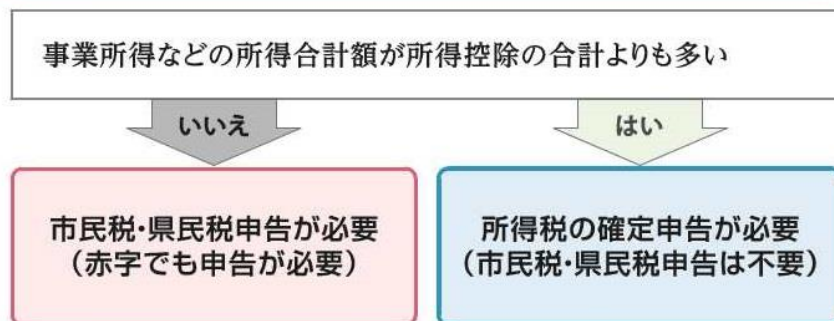 事業所得などの所得合計額が所得控除の合計よりも多い
いいえ
はい
市民税・県民税申告が必要
（赤字でも申告が必要）
所得税の確定申告が必要
（市民税・県民税申告は不要）